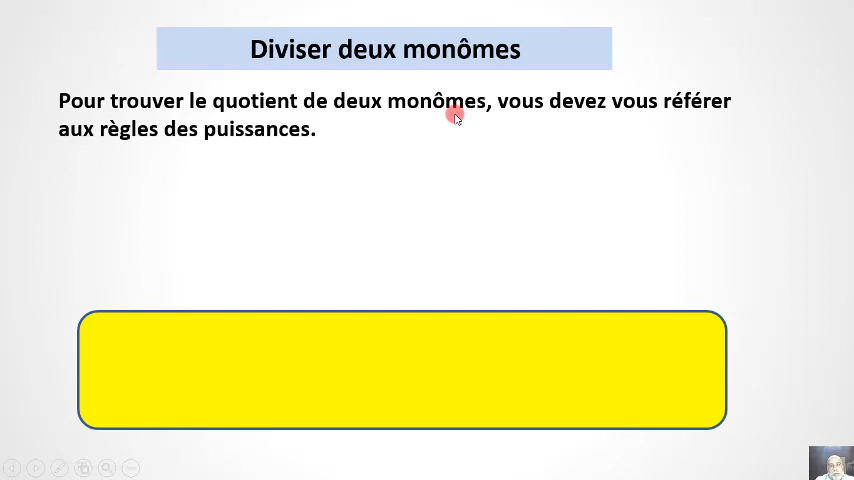 Diviser deux monômes
Pour trouver le quotient de deux monômes, vous devez vous référer
aux règles des puissances.